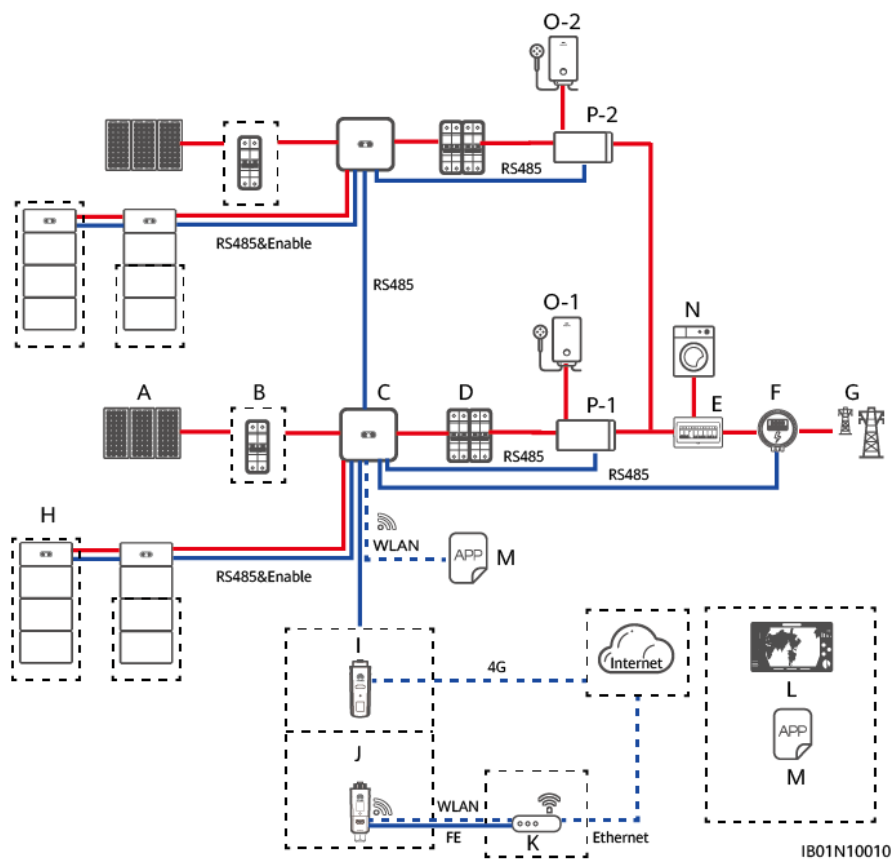 O-2
P-2
RS485
RS485&Enable
RS485
O-1
N
A
B
C
D
P-1
E
F
G
RS485
RS485
H
WLAN
APP
M
RS485&Enable
I
4G
Internet
L
J
APP
M
WLAN
FE
K
Ethernet
IB01N10010